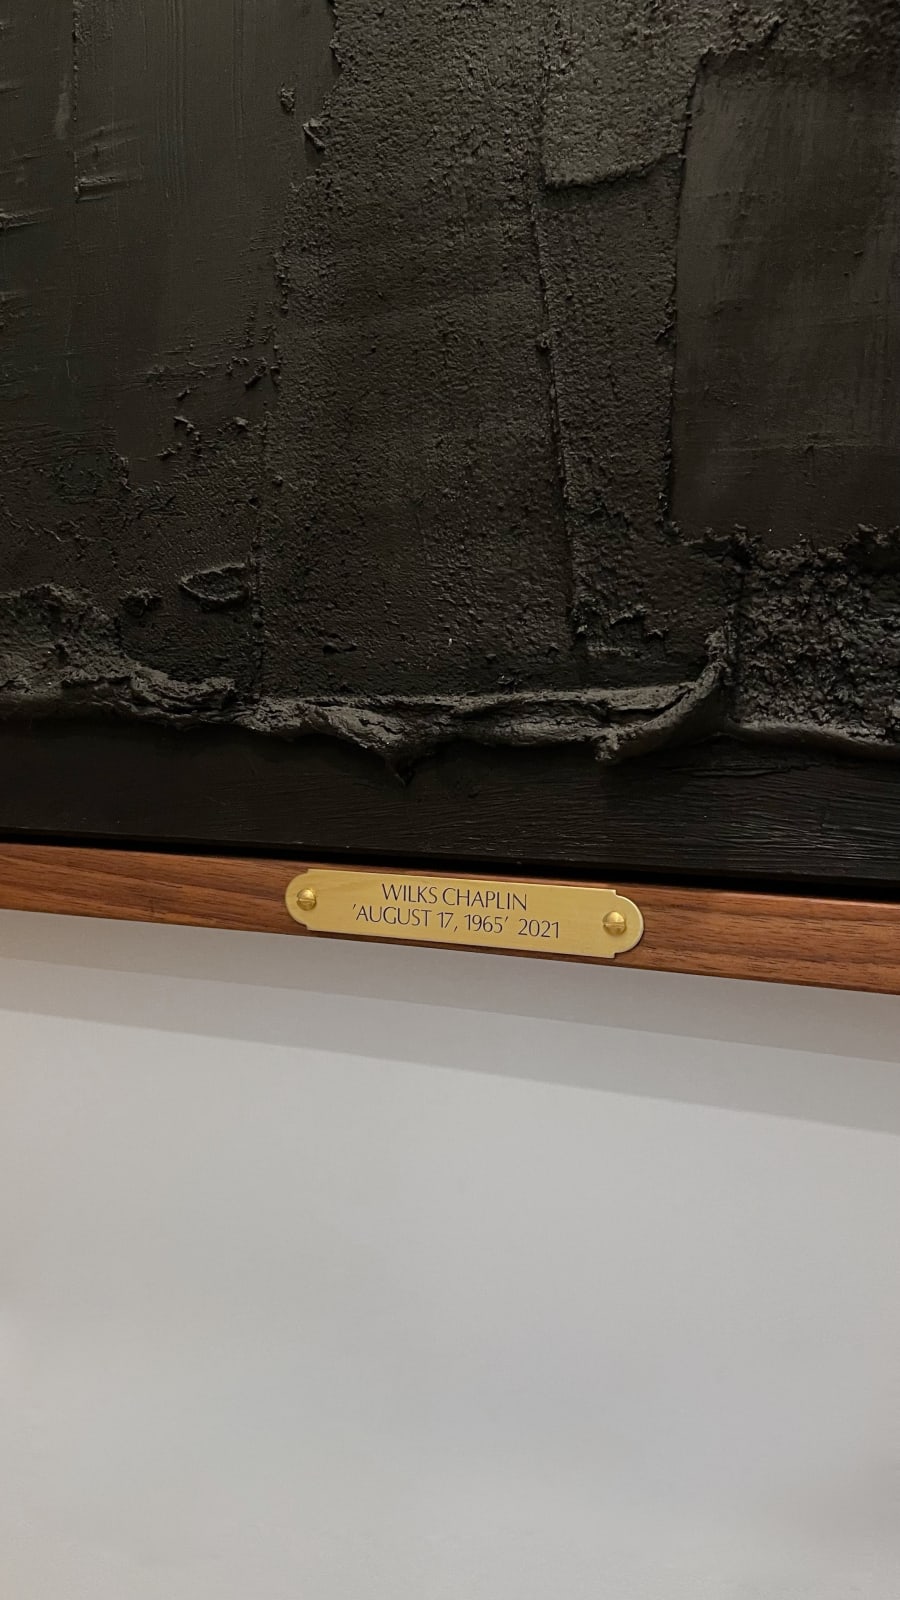 WILKS CHAPLIN
'AUGUST 17, 1965' 2021